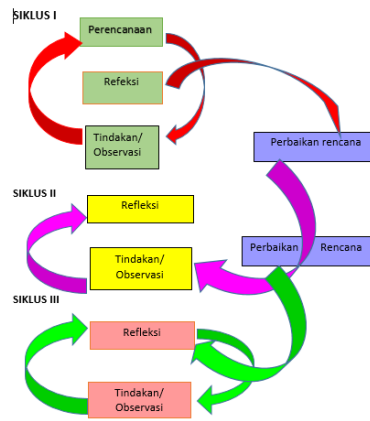 SIKLUS I
Perencanaan
Refeksi
Tindakan/
Observasi
Perbaikan rencana
SIKLUS II
Refleksi
Perbaikan Rencana
Tindakan/
Observasi
SIKLUS III
Refleksi
Tindakan/
Observasi